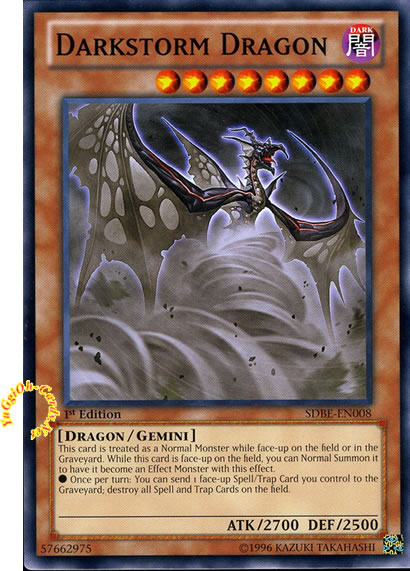 DARKSTORM DRAGON
DARK
闇
YuGgiOh-Cards.Net
1st Edition
SDBE-EN008
[DRAGON / GEMINI]
This card is treated as a Normal Monster while face-up on the field or in the
Graveyard. While this card is face-up on the field, you can Normal Summon it
to have it become an Effect Monster with this effect.
● Once per turn: You can send 1 face-up Spell/Trap Card you control to the
Graveyard; destroy all Spell and Trap Cards on the field.
ATK/2700 DEF/2500
57662975
©1996 KAZUKI TAKAHASHI